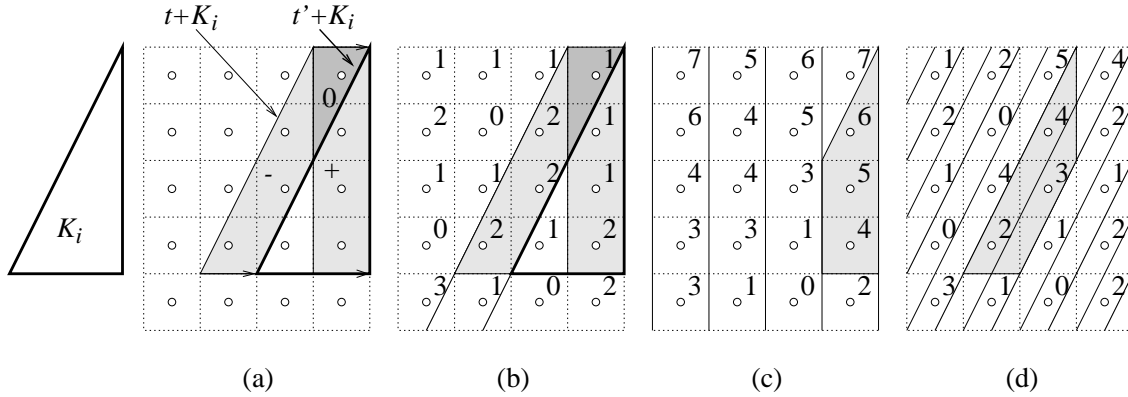 t+K_i t'+K_i
K_i
0
- +
(a)
1 1 1 1
2 0 2 1
1 1 2 1
0 2 1 2
3 1 0 2
(b)
7 5 6 7
6 4 5 6
4 4 3 5
3 3 1 4
3 1 0 2
(c)
1 2 5 4
2 0 4 2
1 4 3 1
0 2 1 2
3 1 0 2
(d)